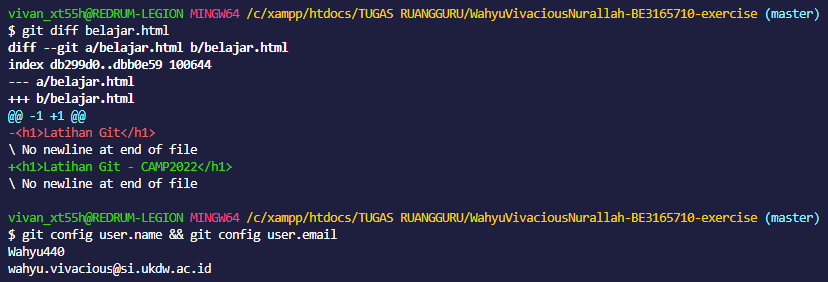 vivan_xt55h@REDRUM-LEGION MINGW64 /c/xampp/htdocs/TUGAS RUANGGURU/WahyuVivaciousNurallah-BE3165710-exercise (master)
$ git diff belajar.html
diff --git a/belajar.html b/belajar.html
index db299d0..dbb0e59 100644
--- a/belajar.html
+++ b/belajar.html
@@ -1 +1 @@
-<h1>Latihan Git</h1>
\ No newline at end of file
+<h1>Latihan Git - CAMP2022</h1>
\ No newline at end of file
vivan_xt55h@REDRUM-LEGION MINGW64 /c/xampp/htdocs/TUGAS RUANGGURU/WahyuVivaciousNurallah-BE3165710-exercise (master)
$ git config user.name && git config user.email
Wahyu440
wahyu.vivacious@si.ukdw.ac.id